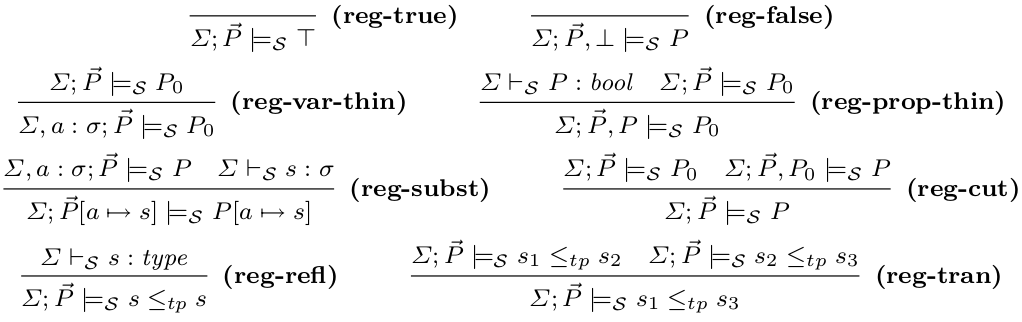 Σ; P⃗ ⊨_S ⊤ (reg-true)    Σ; P⃗, ⊥ ⊨_S P (reg-false)
Σ; P⃗ ⊨_S P₀    Σ ⊢_S P : bool    Σ; P⃗ ⊨_S P₀
(reg-var-thin)    (reg-prop-thin)
Σ, a : σ; P⃗ ⊨_S P₀    Σ; P⃗, P ⊨_S P₀
Σ, a : σ; P⃗ ⊨_S P    Σ ⊢_S s : σ    Σ; P⃗ ⊨_S P₀    Σ; P⃗, P₀ ⊨_S P
(reg-subst)    (reg-cut)
Σ; P⃗[a ↦ s] ⊨_S P[a ↦ s]    Σ; P⃗ ⊨_S P
Σ ⊢_S s : type    Σ; P⃗ ⊨_S s₁ ≤_tp s₂    Σ; P⃗ ⊨_S s₂ ≤_tp s₃
(reg-refl)    (reg-tran)
Σ; P⃗ ⊨_S s ≤_tp s    Σ; P⃗ ⊨_S s₁ ≤_tp s₃